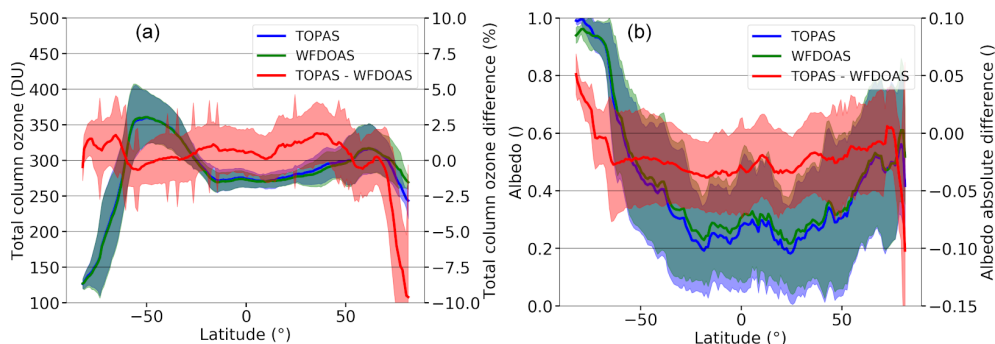 (a)
TOPAS
WFDOAS
TOPAS - WFDOAS
Total column ozone (DU)
500
450
400
350
300
250
200
150
100
10.0
7.5
5.0
2.5
0.0
−2.5
−5.0
−7.5
−10.0
Total column ozone difference (%)
−50
0
50
Latitude (°)
(b)
TOPAS
WFDOAS
TOPAS - WFDOAS
Albedo ()
1.0
0.8
0.6
0.4
0.2
0.0
0.10
0.05
0.00
−0.05
−0.10
−0.15
Albedo absolute difference ()
−50
0
50
Latitude (°)